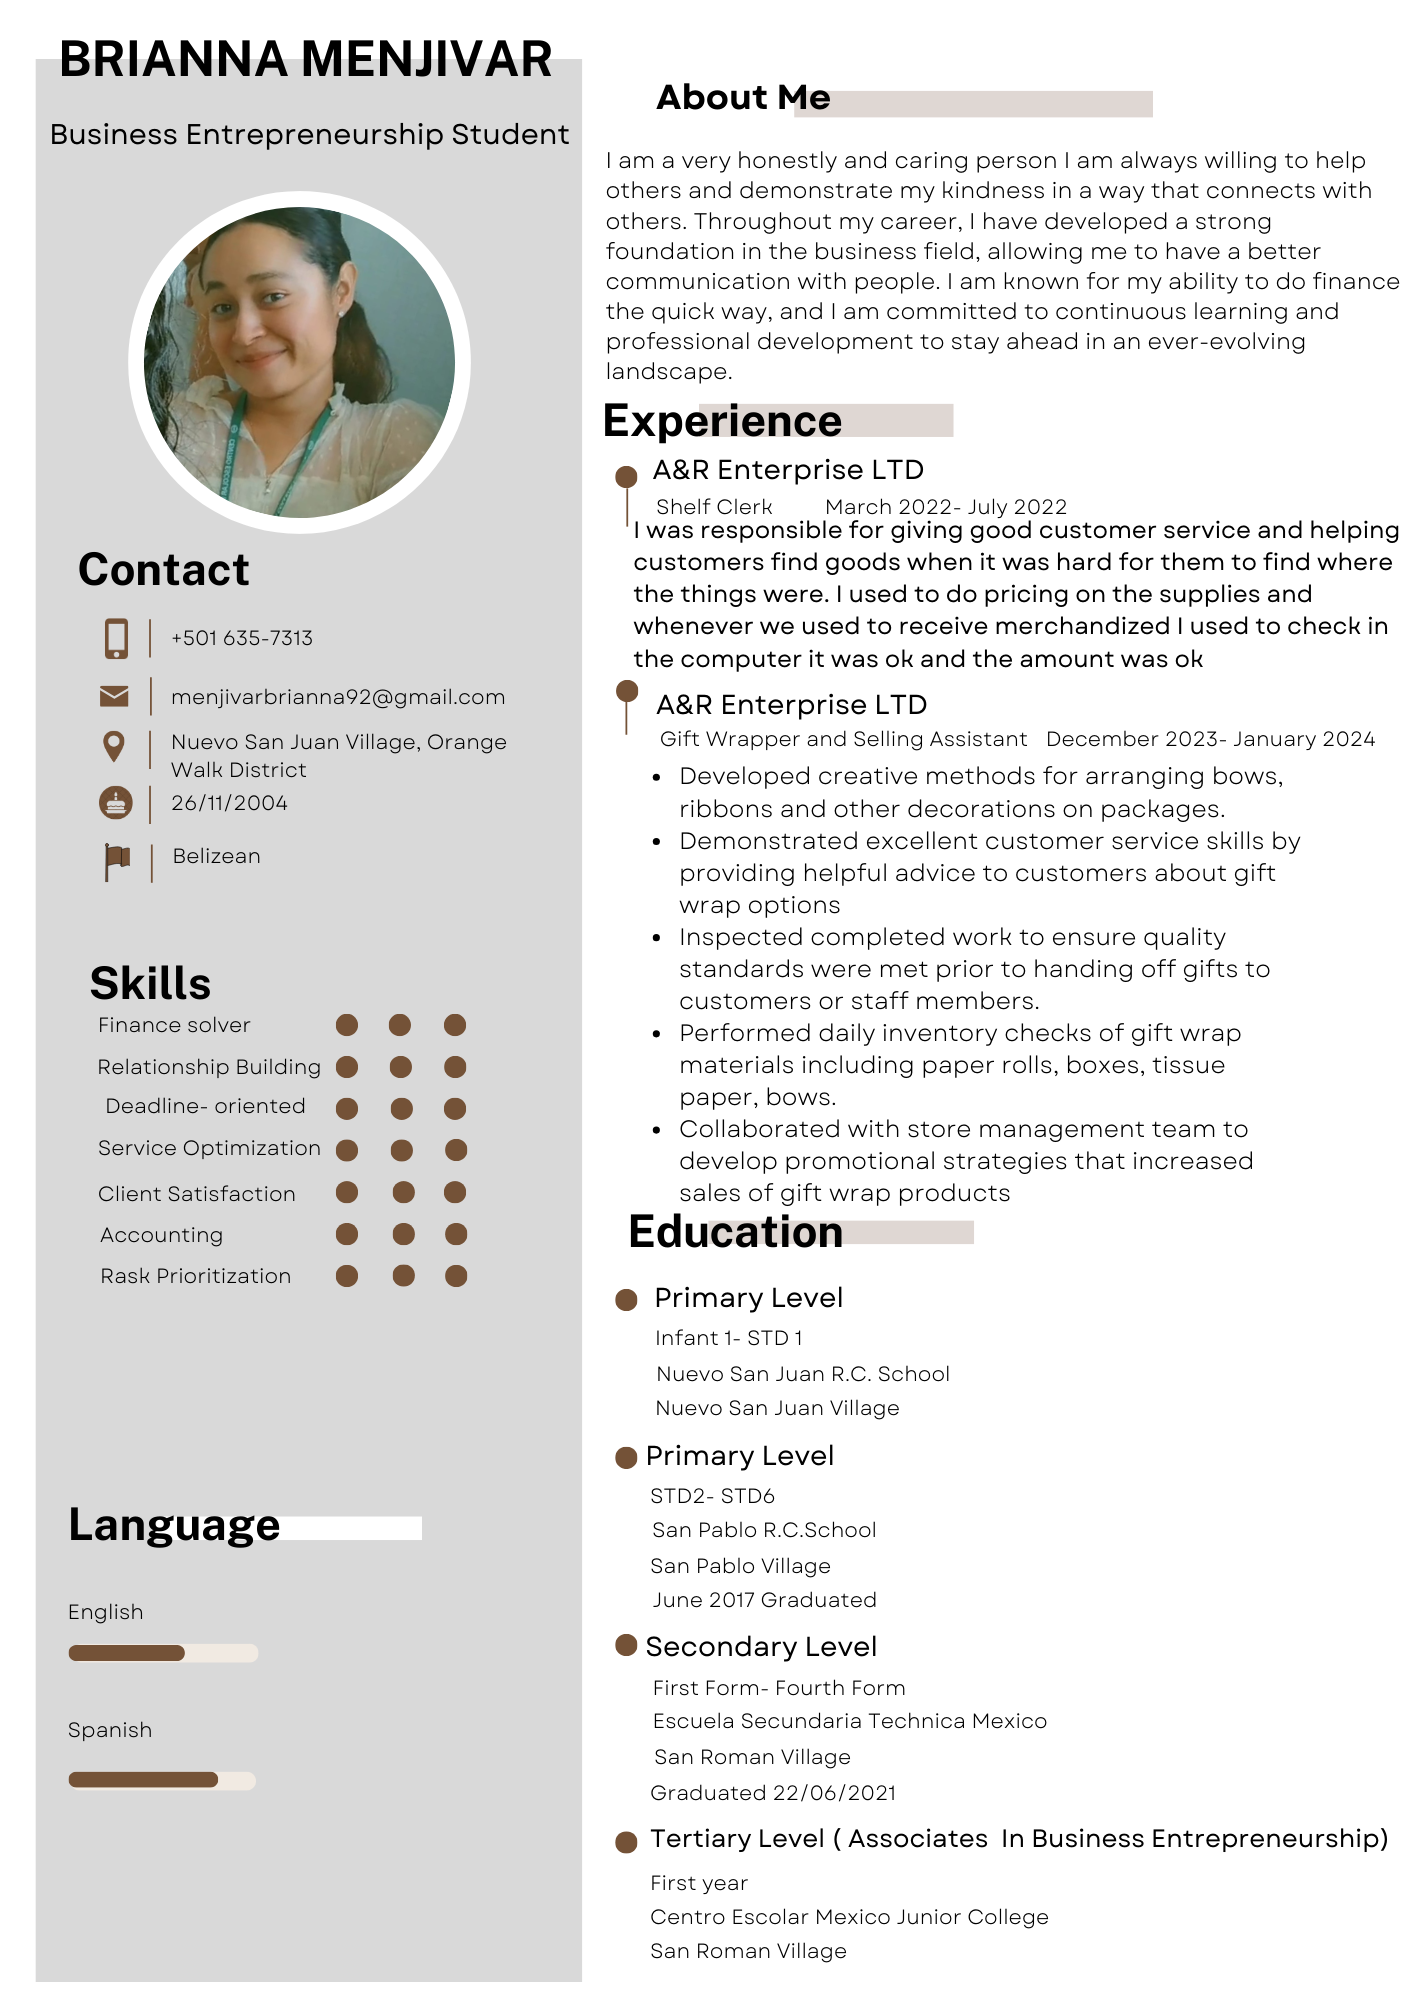 BRIANNA MENJIVAR
Business Entrepreneurship Student
Contact
+501 635-7313
menjivarbrianna92@gmail.com
Nuevo San Juan Village, Orange
Walk District
26/11/2004
Belizean
Skills
Finance solver
Relationship Building
Deadline- oriented
Service Optimization
Client Satisfaction
Accounting
Rask Prioritization
Language
English
Spanish
About Me
I am a very honestly and caring person I am always willing to help
others and demonstrate my kindness in a way that connects with
others. Throughout my career, I have developed a strong
foundation in the business field, allowing me to have a better
communication with people. I am known for my ability to do finance
the quick way, and I am committed to continuous learning and
professional development to stay ahead in an ever-evolving
landscape.
Experience
A&R Enterprise LTD
Shelf Clerk March 2022- July 2022
I was responsible for giving good customer service and helping
customers find goods when it was hard for them to find where
the things were. I used to do pricing on the supplies and
whenever we used to receive merchandized I used to check in
the computer it was ok and the amount was ok
A&R Enterprise LTD
Gift Wrapper and Selling Assistant December 2023- January 2024
• Developed creative methods for arranging bows,
ribbons and other decorations on packages.
• Demonstrated excellent customer service skills by
providing helpful advice to customers about gift
wrap options
• Inspected completed work to ensure quality
standards were met prior to handing off gifts to
customers or staff members.
• Performed daily inventory checks of gift wrap
materials including paper rolls, boxes, tissue
paper, bows.
• Collaborated with store management team to
develop promotional strategies that increased
sales of gift wrap products
Education
Primary Level
Infant 1- STD 1
Nuevo San Juan R.C. School
Nuevo San Juan Village
Primary Level
STD2- STD6
San Pablo R.C.School
San Pablo Village
June 2017 Graduated
Secondary Level
First Form- Fourth Form
Escuela Secundaria Technica Mexico
San Roman Village
Graduated 22/06/2021
Tertiary Level ( Associates In Business Entrepreneurship)
First year
Centro Escolar Mexico Junior College
San Roman Village